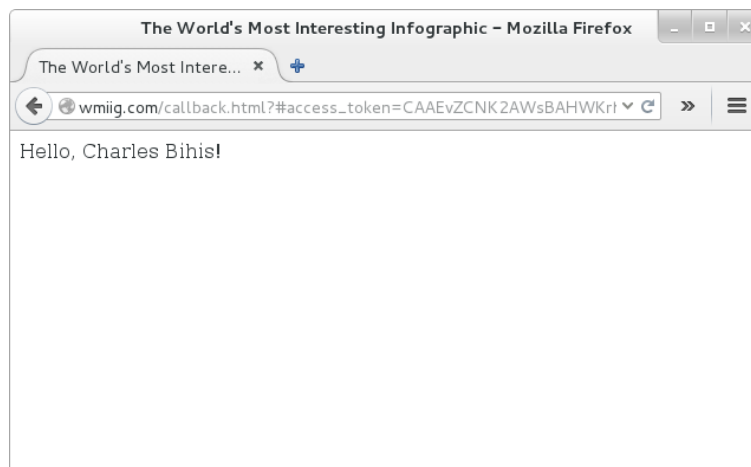 The World's Most Interesting Infographic - Mozilla Firefox
The World's Most Intere...
wmiig.com/callback.html?#access_token=CAAEvZCNK2AWsBAHWKrh
Hello, Charles Bihis!